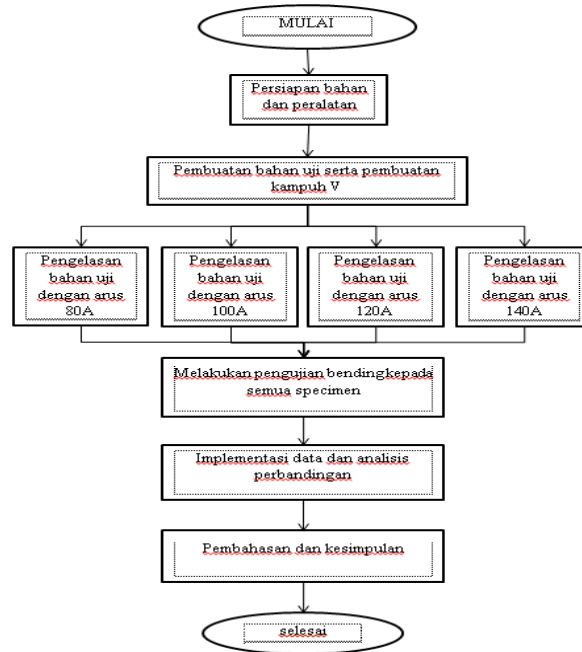 MULAI
Persiapan bahan
dan peralatan
Pembuatan bahan uji serta pembuatan
kampuh V
Pengelasan
bahan uji
dengan arus
80A
Pengelasan
bahan uji
dengan arus
100A
Pengelasan
bahan uji
dengan arus
120A
Pengelasan
bahan uji
dengan arus
140A
Melakukan pengujian bendingkepada
semua specimen
Implementasi data dan analisis
perbandingan
Pembahasan dan kesimpulan
selesai